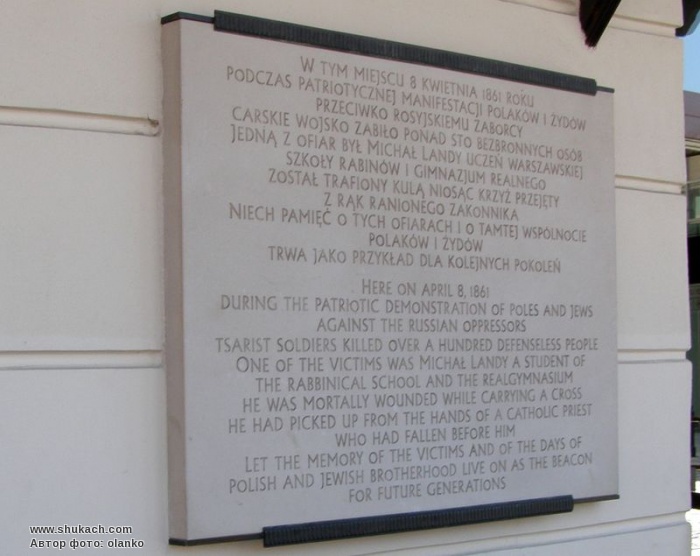 W TYM MIEJSCU 8 KWIETNIA 1861 ROKU
PODCZAS PATRIOTYCZNEJ MANIFESTACJI POLAKÓW I ŻYDÓW
PRZECIWKO ROSYJSKIEMU ZABORCY
CARSKIE WOJSKO ZABIŁO PONAD STO BEZBRONNYCH OSÓB
JEDNĄ Z OFIAR BYŁ MICHAŁ LANDY UCZEŃ WARSZAWSKIEJ
SZKOŁY RABINÓW I GIMNAZJUM REALNEGO
ZOSTAŁ TRAFIONY KULĄ NIOSĄC KRZYŻ PRZEJĘTY
Z RĄK RANIONEGO ZAKONNIKA
NIECH PAMIĘĆ O TYCH OFIARACH I O TAMTEJ WSPÓLNOCIE
POLAKÓW I ŻYDÓW
TRWA JAKO PRZYKŁAD DLA KOLEJNYCH POKOLEŃ
HERE ON APRIL 8, 1861
DURING THE PATRIOTIC DEMONSTRATION OF POLES AND JEWS
AGAINST THE RUSSIAN OPPRESSORS
TSARIST SOLDIERS KILLED OVER A HUNDRED DEFENSELESS PEOPLE
ONE OF THE VICTIMS WAS MICHAŁ LANDY A STUDENT OF
THE RABBINICAL SCHOOL AND THE REALGYMNASIUM
HE WAS MORTALLY WOUNDED WHILE CARRYING A CROSS
HE HAD PICKED UP FROM THE HANDS OF A CATHOLIC PRIEST
WHO HAD FALLEN BEFORE HIM
LET THE MEMORY OF THE VICTIMS AND OF THE DAYS OF
POLISH AND JEWISH BROTHERHOOD LIVE ON AS THE BEACON
FOR FUTURE GENERATIONS
www.shukach.com
Автор фото: olanko